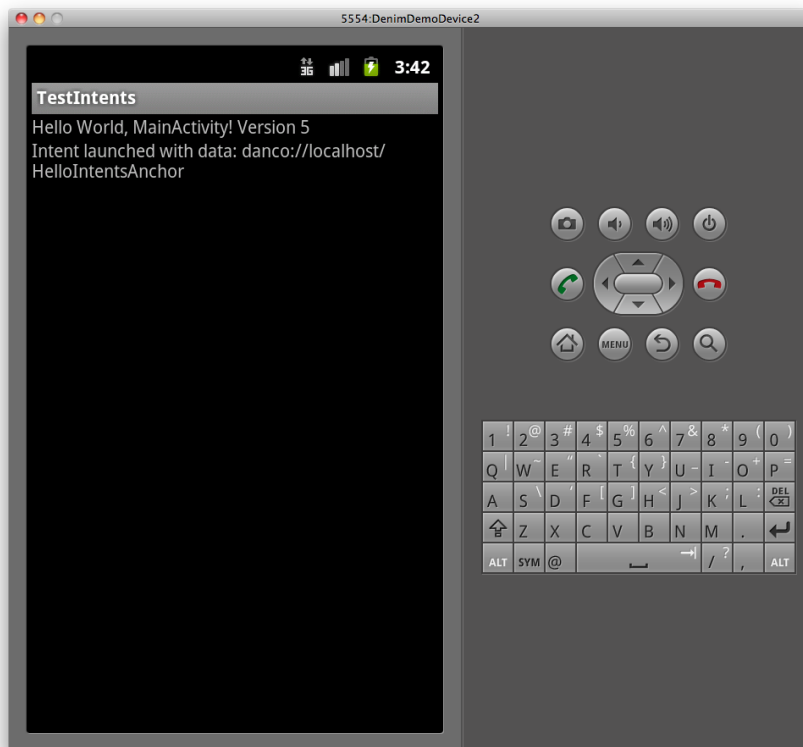 5554:DenimDemoDevice2
3G 3:42
TestIntents
Hello World, MainActivity! Version 5
Intent launched with data: danco://localhost/
HelloIntentsAnchor
MENU
1 ! 2 @ 3 # 4 $ 5 % 6 ^ 7 & 8 * 9 ( 0 )
Q | W ~ E " R ` T { Y } U _ I - O + P =
A S \ D ' F [ G ] H < J > K ; L : DEL
Z X C V B N M .
ALT SYM @ / ? , ALT